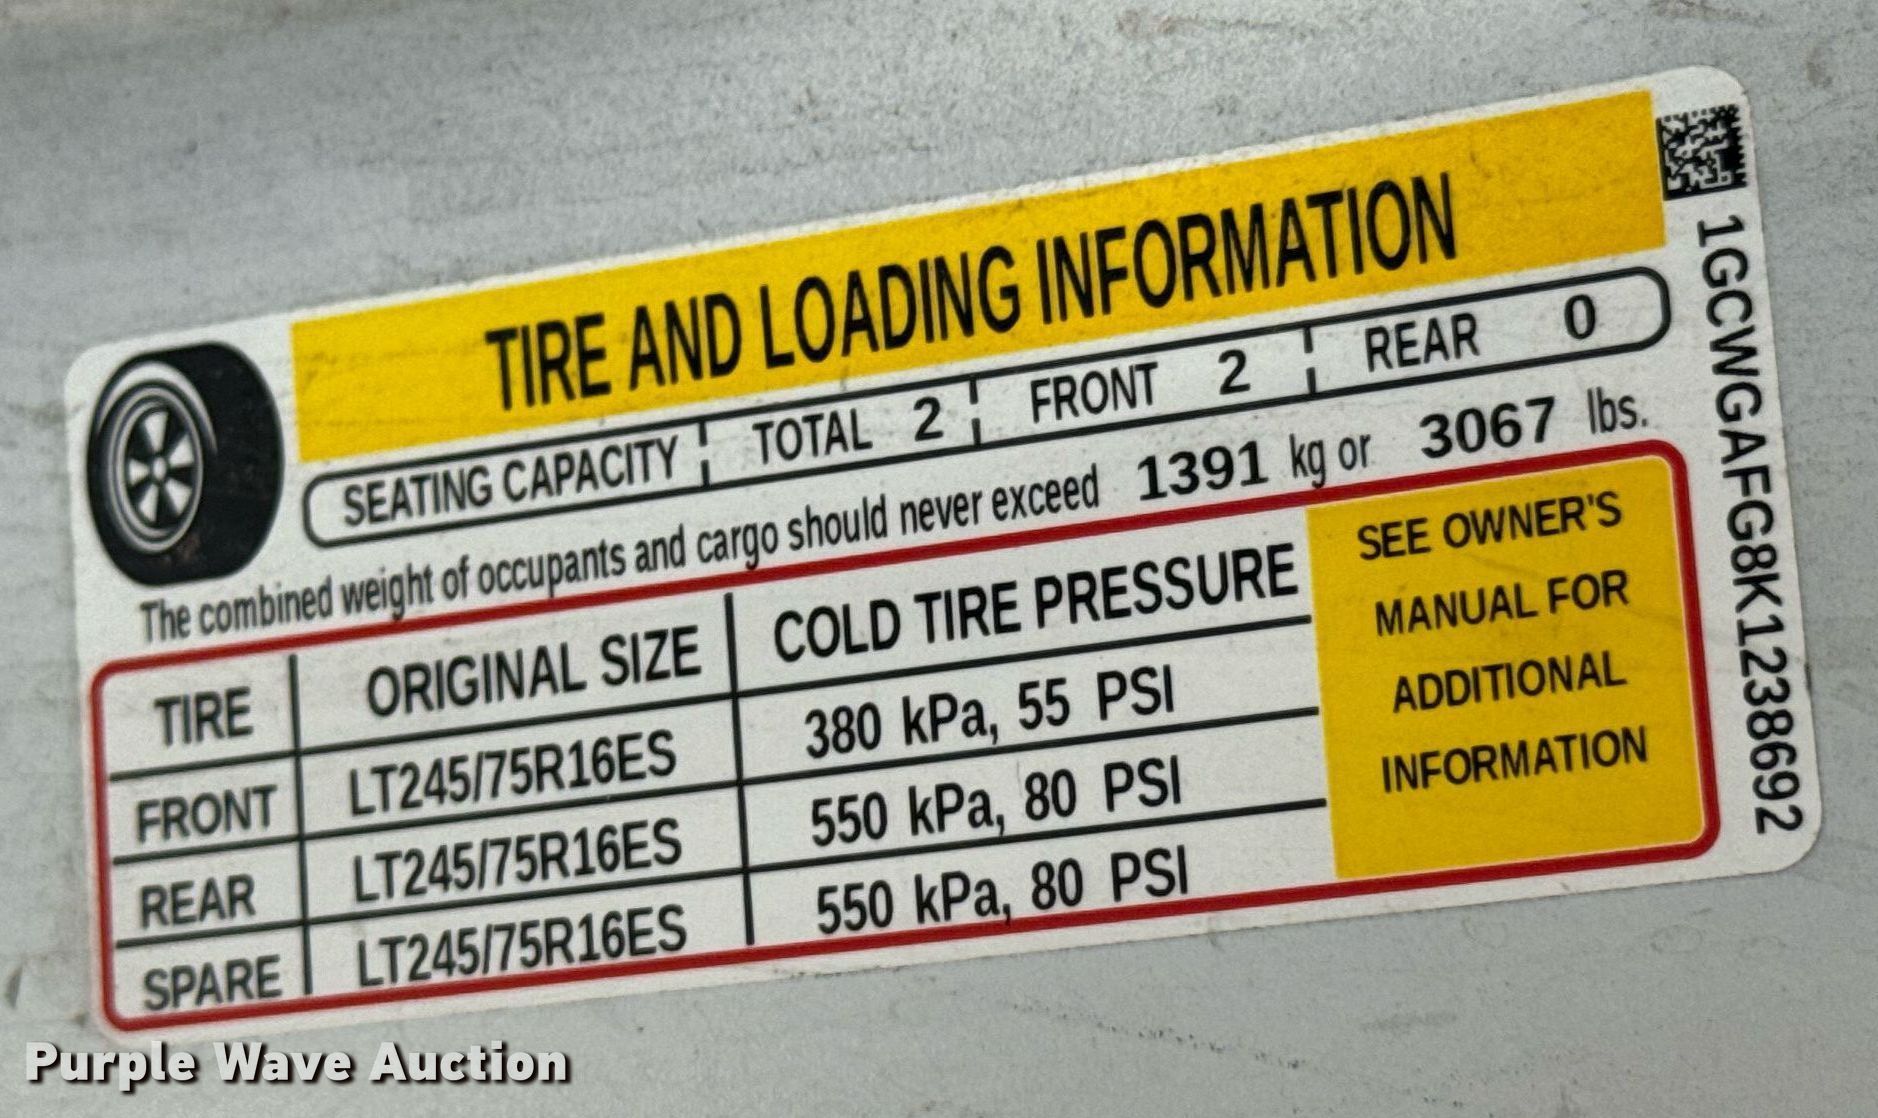 TIRE AND LOADING INFORMATION
SEATING CAPACITY TOTAL 2 FRONT 2 REAR 0
The combined weight of occupants and cargo should never exceed 1391 kg or 3067 lbs.
TIRE ORIGINAL SIZE COLD TIRE PRESSURE
FRONT LT245/75R16ES 380 kPa, 55 PSI
REAR LT245/75R16ES 550 kPa, 80 PSI
SPARE LT245/75R16ES 550 kPa, 80 PSI
SEE OWNER'S
MANUAL FOR
ADDITIONAL
INFORMATION
1GCWGAFG8K1238692
Purple Wave Auction